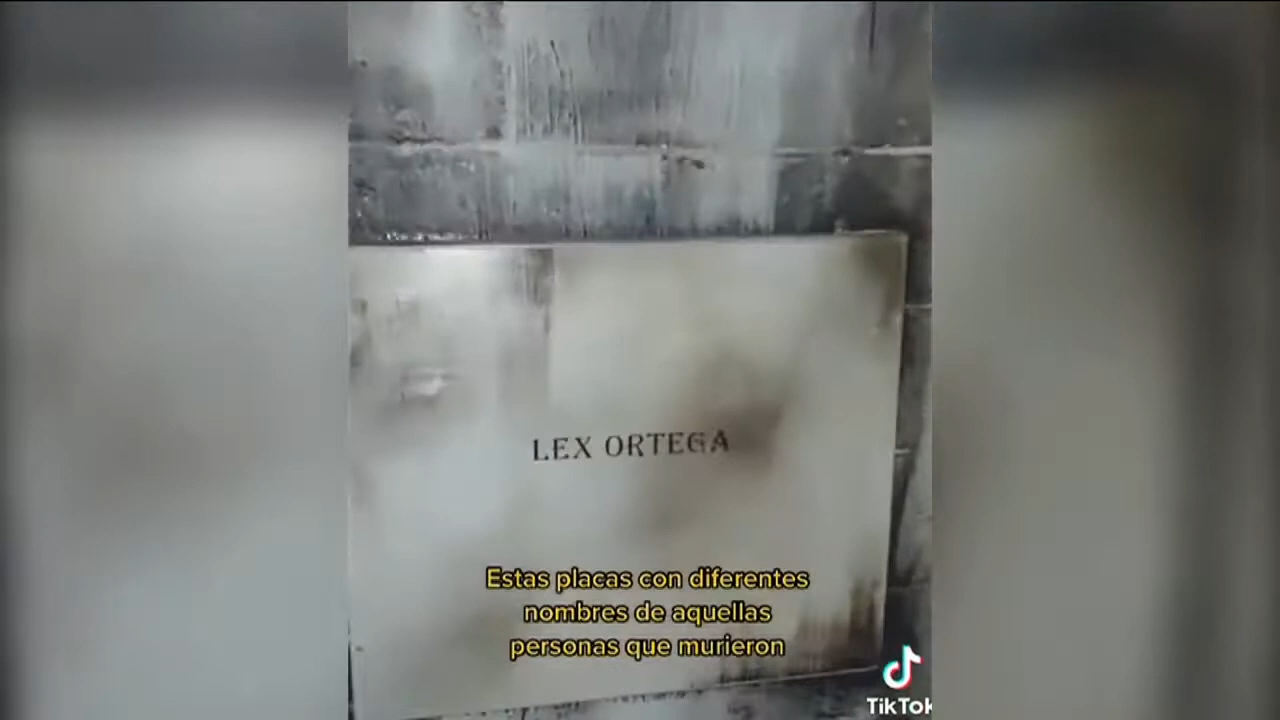 LEX ORTEGA
Estas placas con diferentes
nombres de aquellas
personas que murieron
TikTok